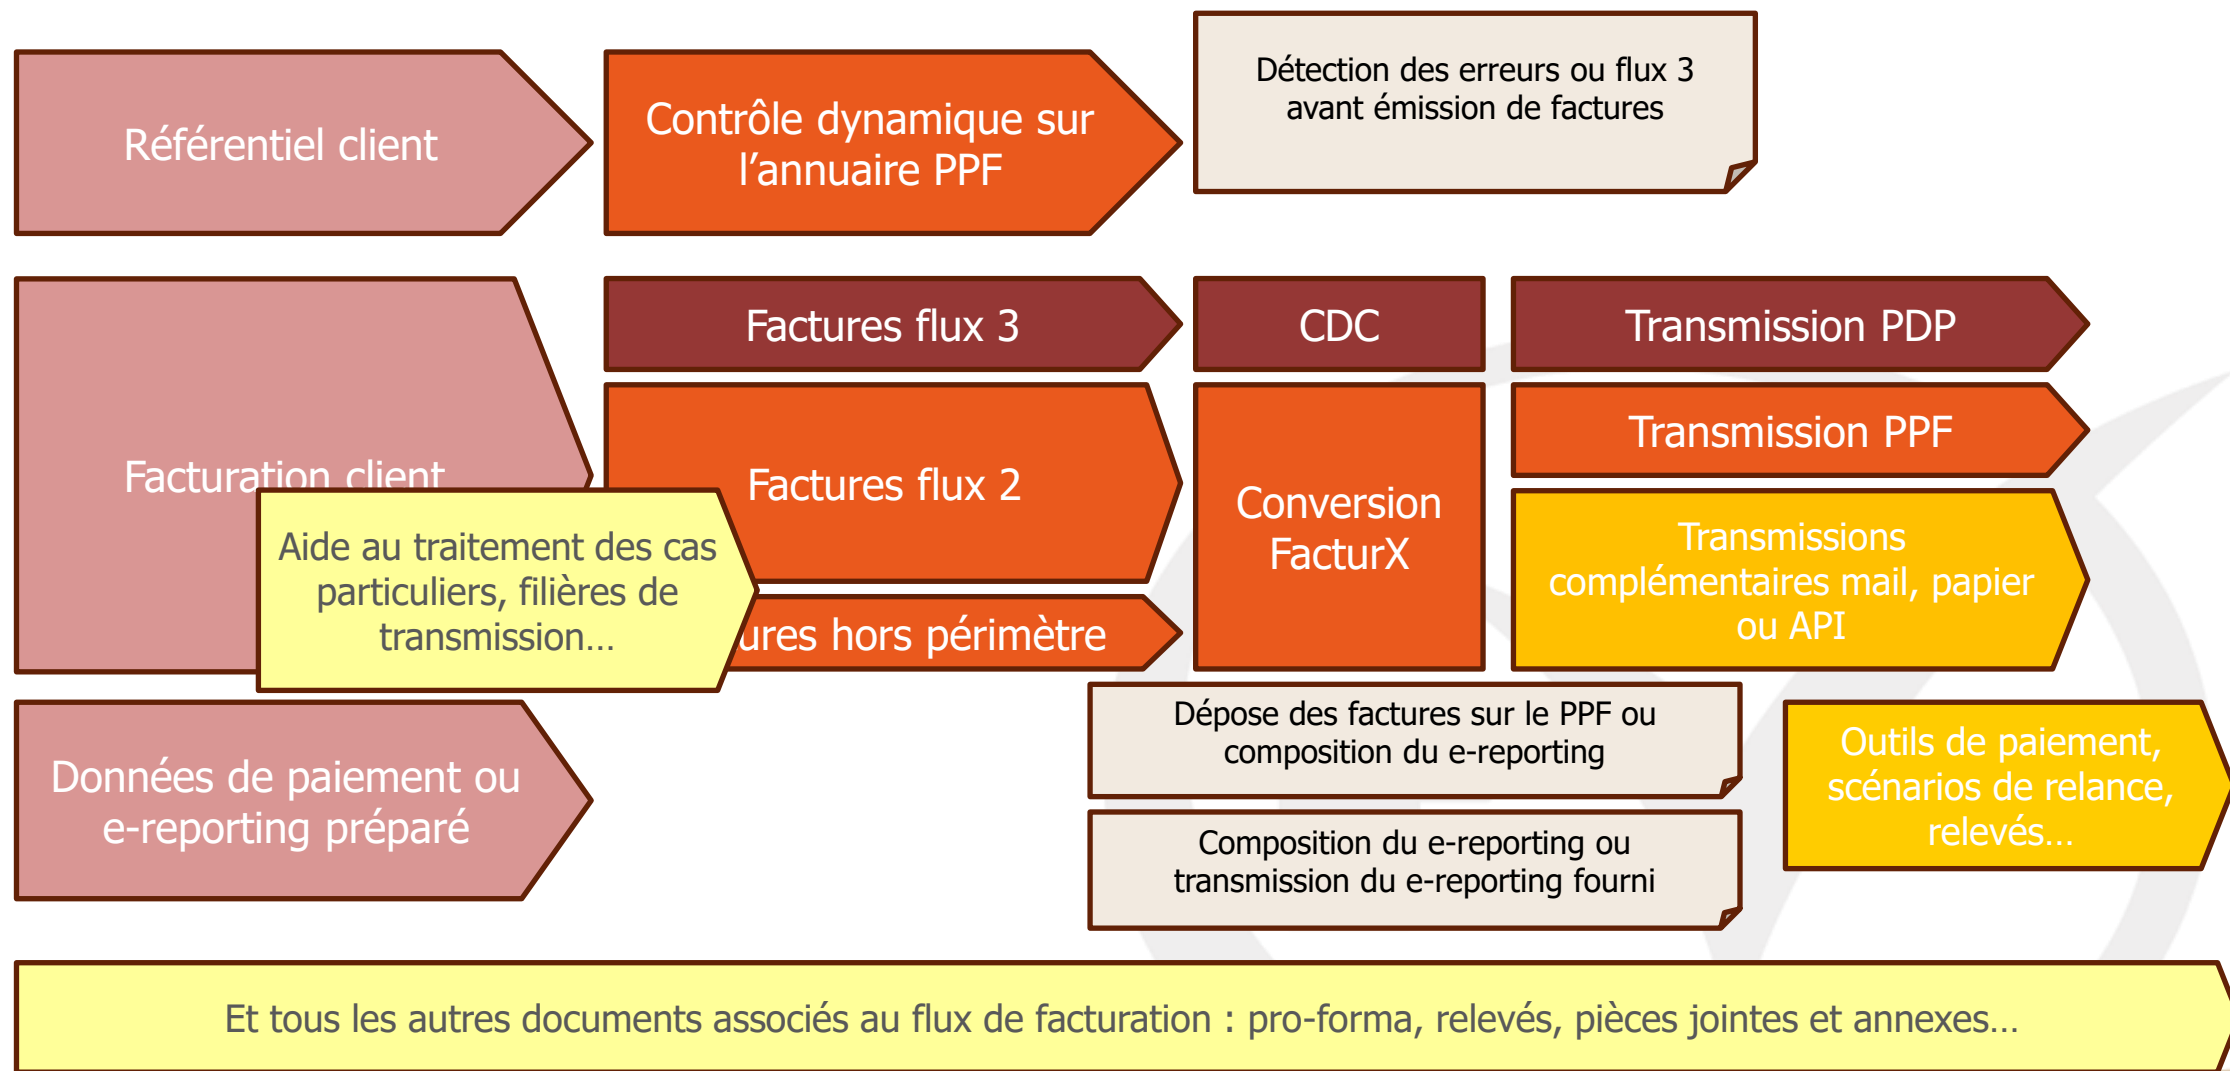 Référentiel client
Contrôle dynamique sur
l’annuaire PPF
Détection des erreurs ou flux 3
avant émission de factures
Facturation client
Factures flux 3
CDC
Transmission PDP
Factures flux 2
Conversion
FacturX
Transmission PPF
Transmissions
complémentaires mail, papier
ou API
Aide au traitement des cas
particuliers, filières de
transmission…
hors périmètre
Dépose des factures sur le PPF ou
composition du e-reporting
Données de paiement ou
e-reporting préparé
Composition du e-reporting ou
transmission du e-reporting fourni
Outils de paiement,
scénarios de relance,
relevés…
Et tous les autres documents associés au flux de facturation : pro-forma, relevés, pièces jointes et annexes…